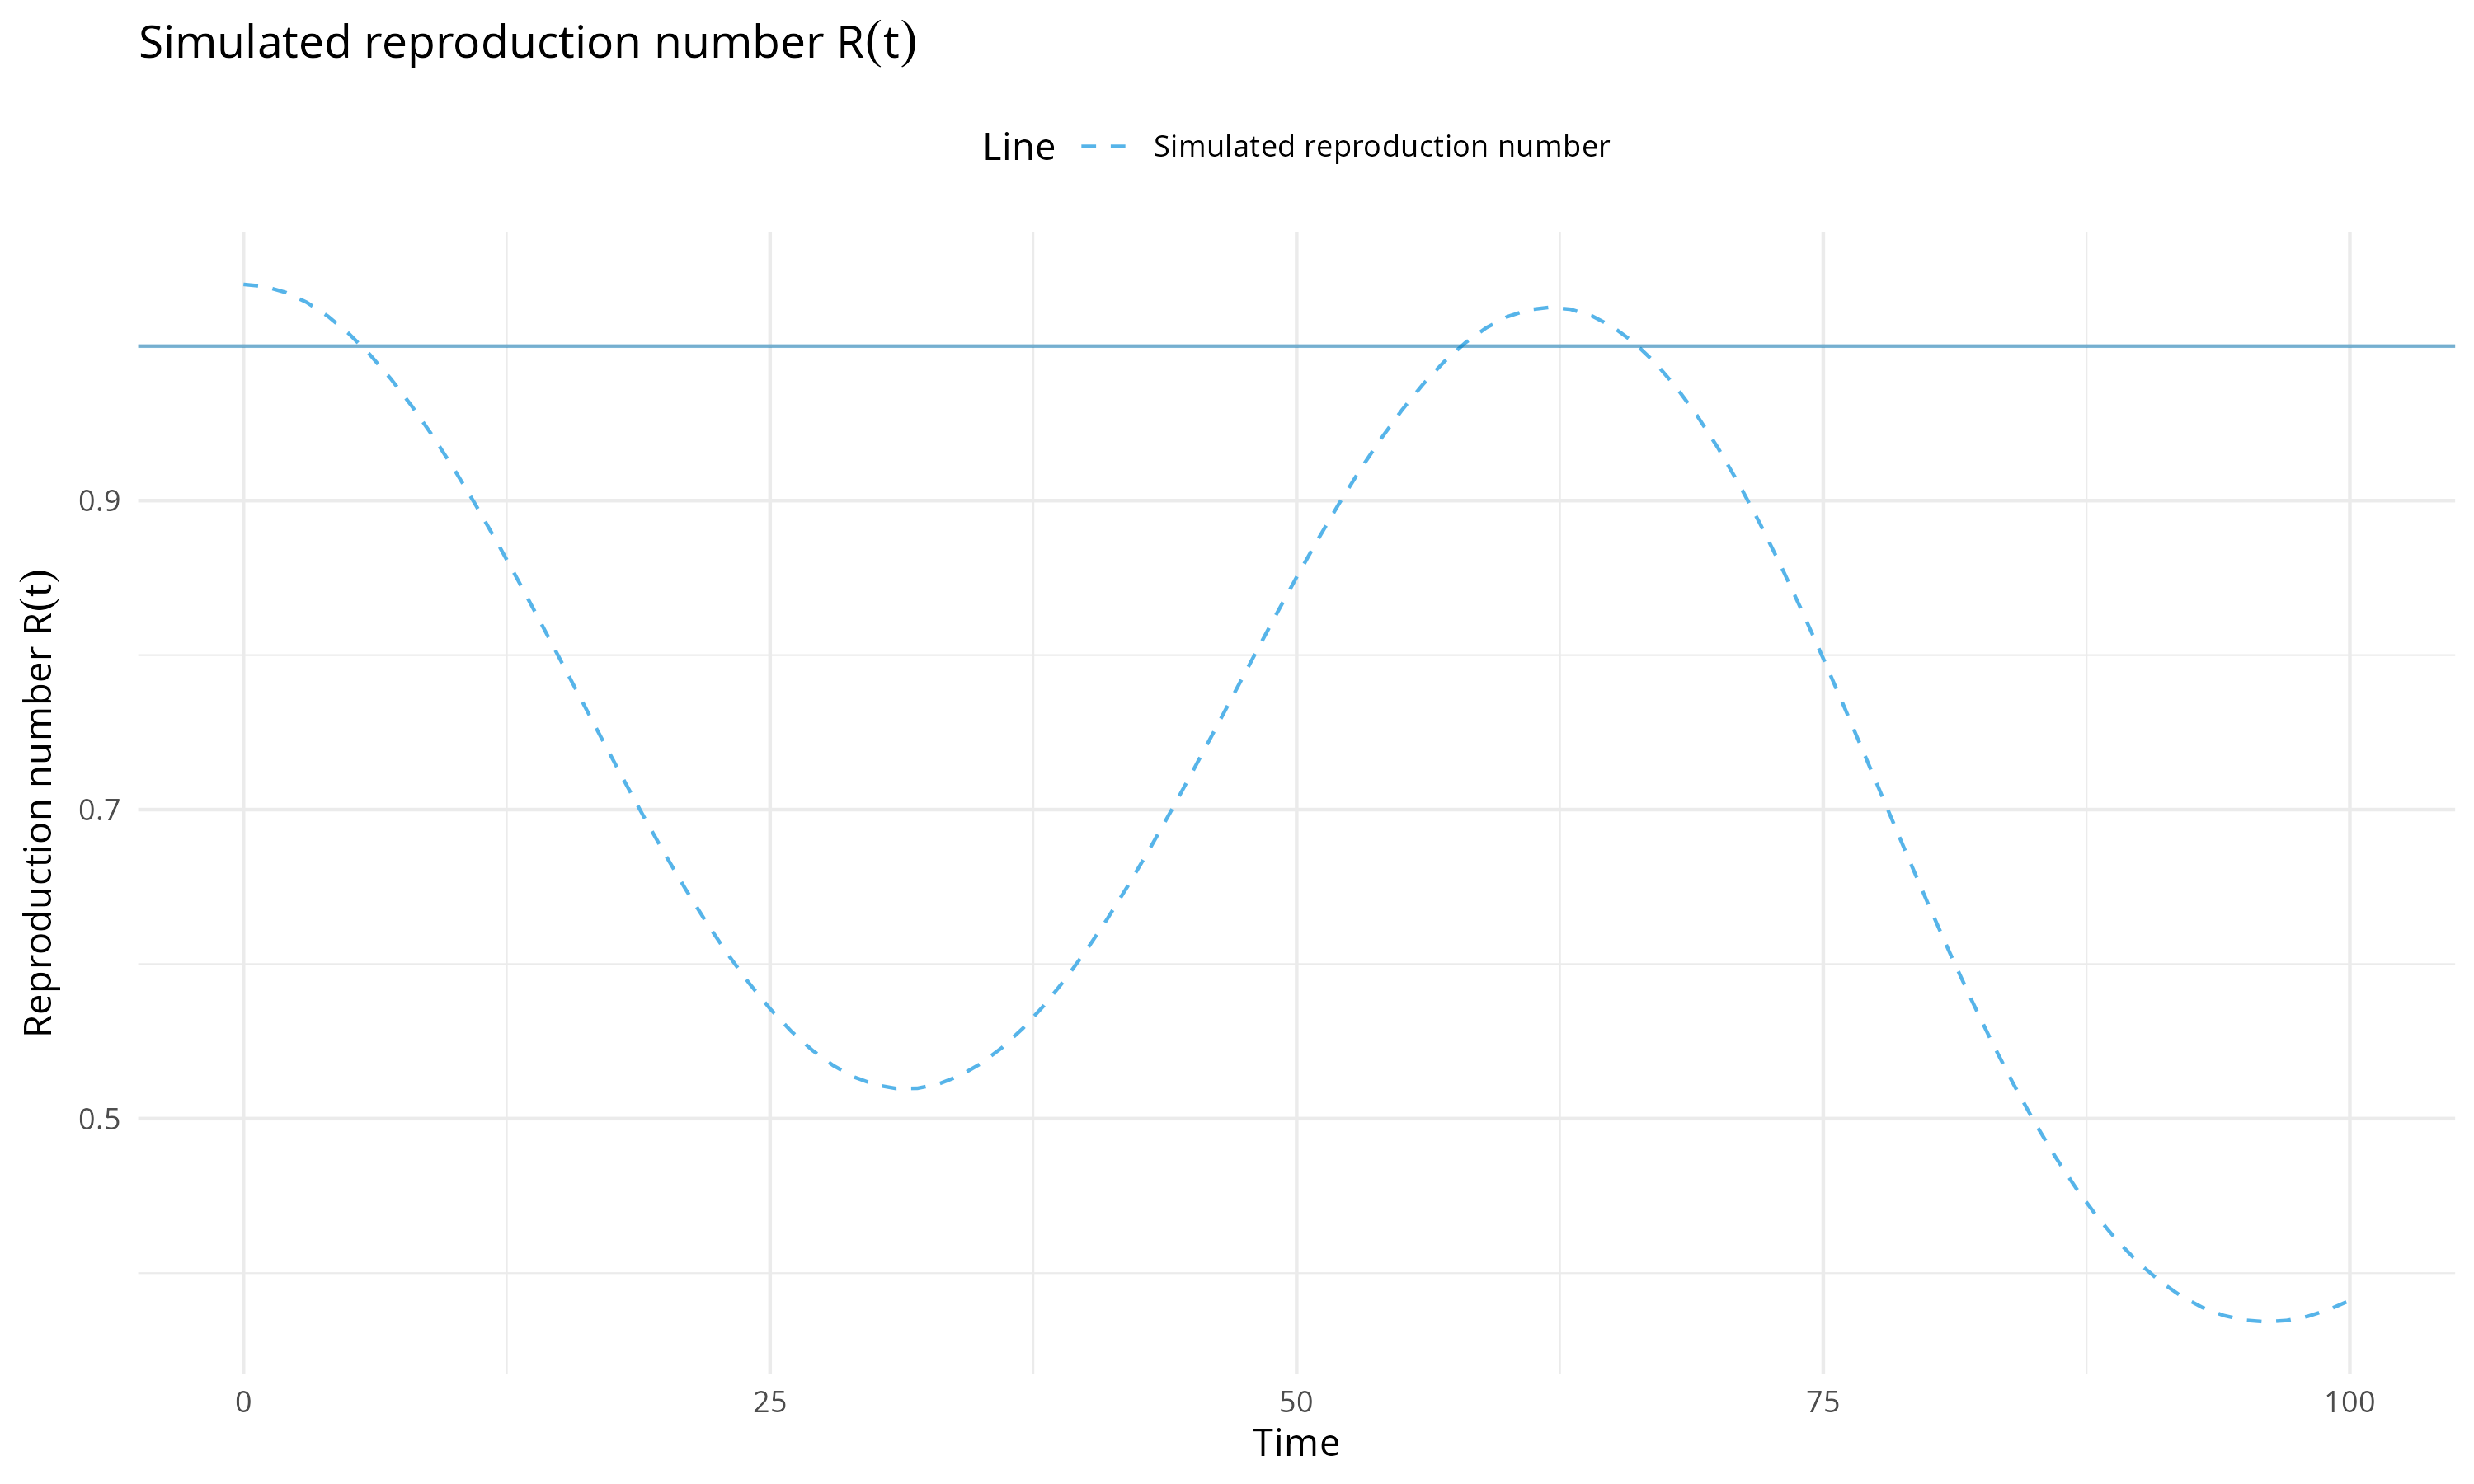 Simulated reproduction number R(t)
Line Simulated reproduction number
Reproduction number R(t)
0.9
0.7
0.5
0 25 50 75 100
Time